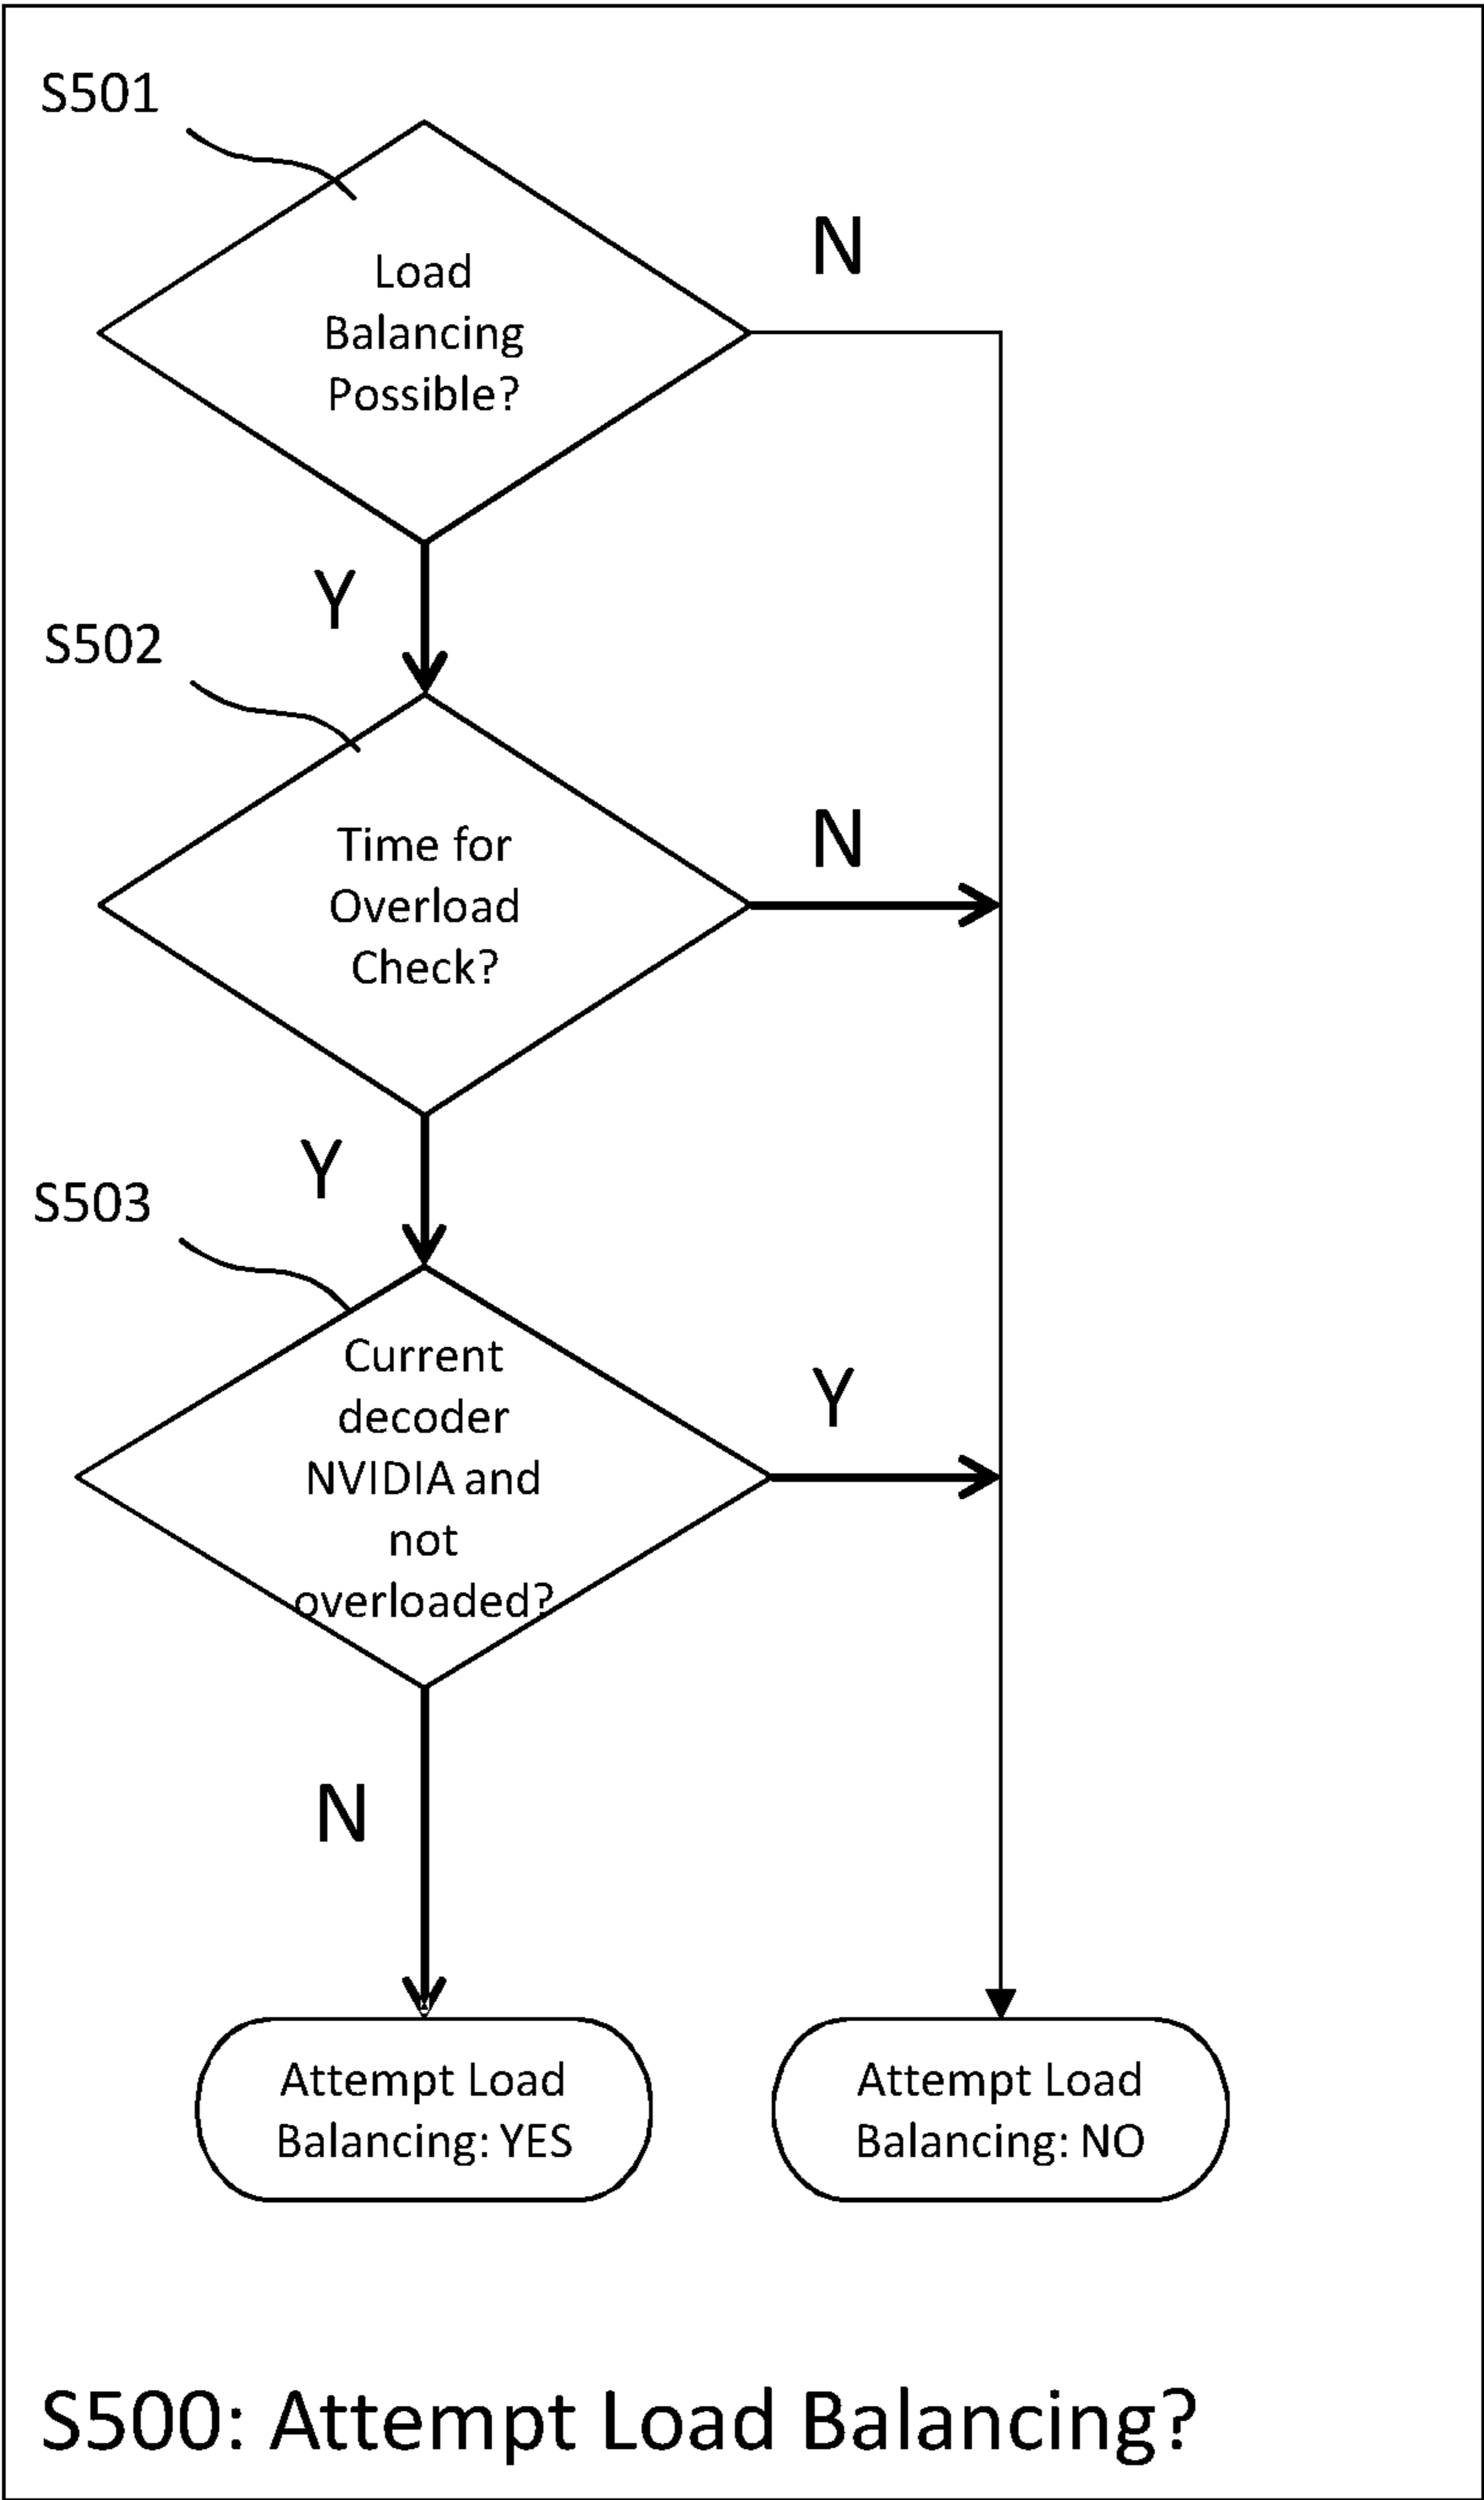 S501
Load
Balancing
Possible?
N
Y
S502
Time for
Overload
Check?
N
Y
S503
Current
decoder
NVIDIA and
not
overloaded?
Y
N
Attempt Load
Balancing: YES
Attempt Load
Balancing: NO
S500: Attempt Load Balancing?